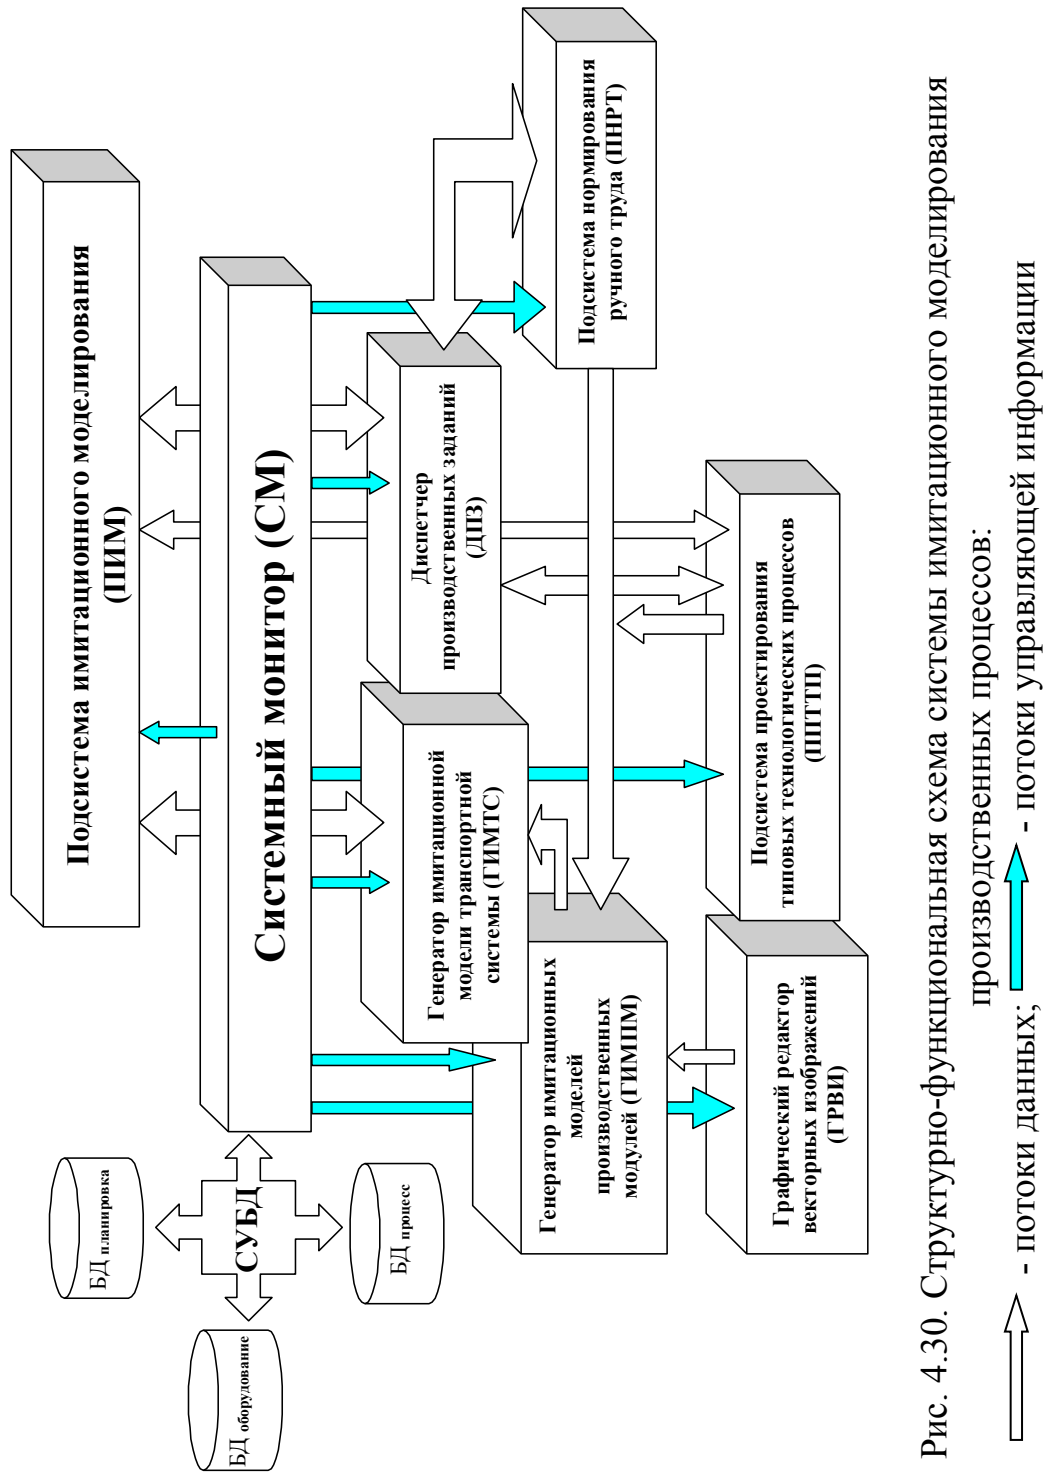 Подсистема имитационного моделирования
(ПИМ)
Системный монитор (СМ)
БД планировка
СУБД
БД оборудование
БД процесс
Генератор имитационной
модели транспортной
системы (ГИМТС)
Диспетчер
производственных заданий
(ДПЗ)
Генератор имитационных
моделей
производственных
модулей (ГИМПМ)
Подсистема нормирования
ручного труда (ПНРТ)
Графический редактор
векторных изображений
(ГРВИ)
Подсистема проектирования
типовых технологических процессов
(ППТТП)
Рис. 4.30. Структурно-функциональная схема системы имитационного моделирования
производственных процессов:
- потоки данных; - потоки управляющей информации